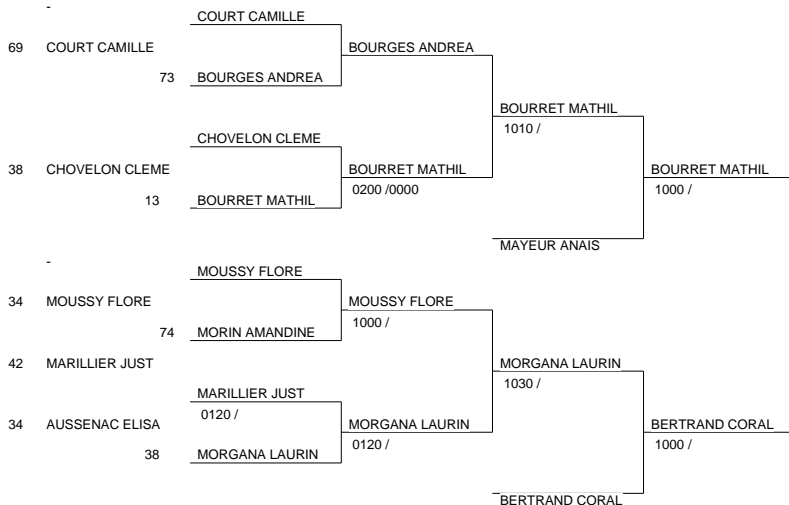 -
COURT CAMILLE
69 COURT CAMILLE
BOURGES ANDREA
73 BOURGES ANDREA
BOURRET MATHIL
1010 /
CHOVELON CLEME
38 CHOVELON CLEME
BOURRET MATHIL
BOURRET MATHIL
0200 /0000
1000 /
13 BOURRET MATHIL
MAYEUR ANAIS
-
MOUSSY FLORE
34 MOUSSY FLORE
MOUSSY FLORE
1000 /
74 MORIN AMANDINE
42 MARILLIER JUST
MORGANA LAURIN
1030 /
MARILLIER JUST
0120 /
34 AUSSENAC ELISA
MORGANA LAURIN
BERTRAND CORAL
0120 /
1000 /
38 MORGANA LAURIN
BERTRAND CORAL